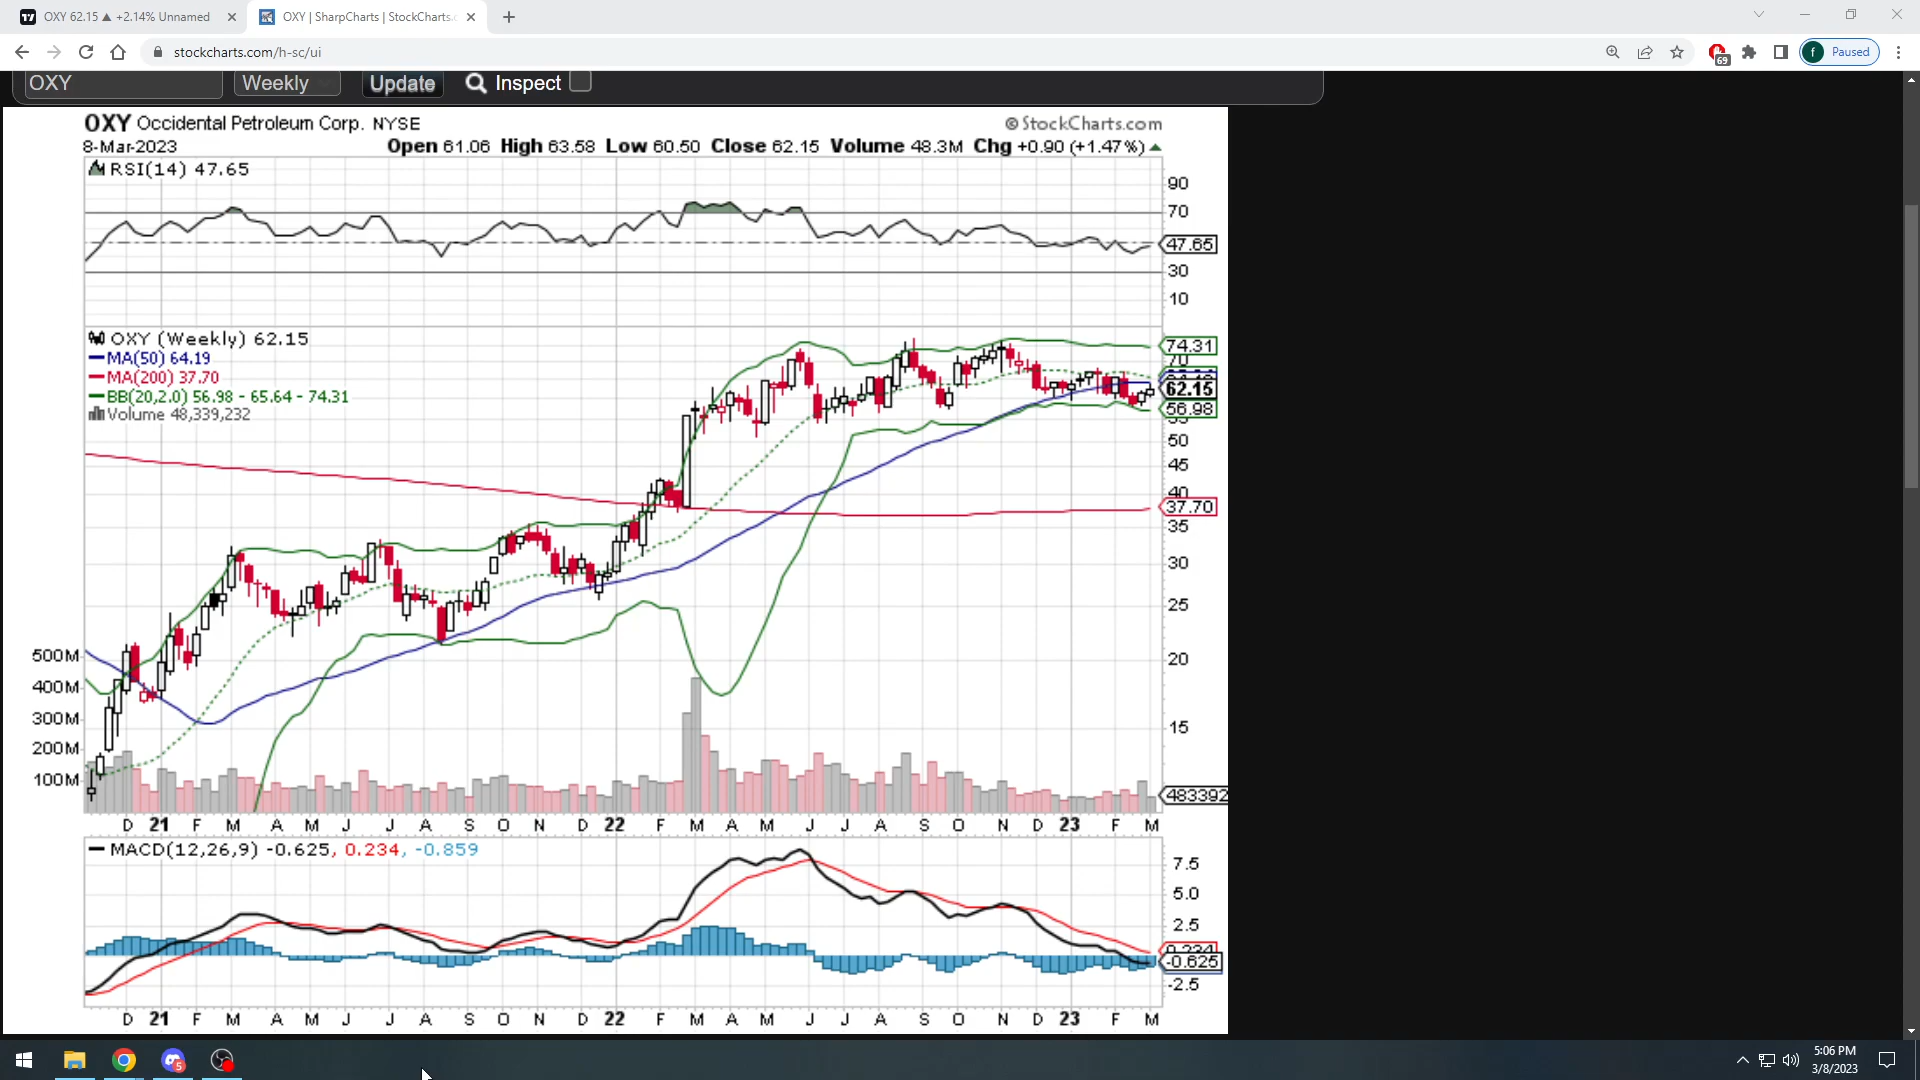 OXY 62.15 ▲ +2.14% Unnamed
OXY | SharpCharts | StockCharts.c
stockcharts.com/h-sc/ui
69
f Paused
OXY Weekly Update Inspect
OXY Occidental Petroleum Corp. NYSE
© StockCharts.com
8-Mar-2023
Open 61.06 High 63.58 Low 60.50 Close 62.15 Volume 48.3M Chg +0.90 (+1.47%) ▲
RSI(14) 47.65
90
70
47.65
30
10
OXY (Weekly) 62.15
MA(50) 64.19
MA(200) 37.70
BB(20,2.0) 56.98 - 65.64 - 74.31
Volume 48,339,232
74.31
70
62.15
56.98
55
50
45
40
37.70
35
30
25
20
15
500M
400M
300M
200M
100M
483392
D 21 F M A M J J A S O N D 22 F M A M J J A S O N D 23 F M
MACD(12,26,9) -0.625, 0.234, -0.859
7.5
5.0
2.5
0.234
-0.625
-2.5
D 21 F M A M J J A S O N D 22 F M A M J J A S O N D 23 F M
5
5:06 PM
3/8/2023